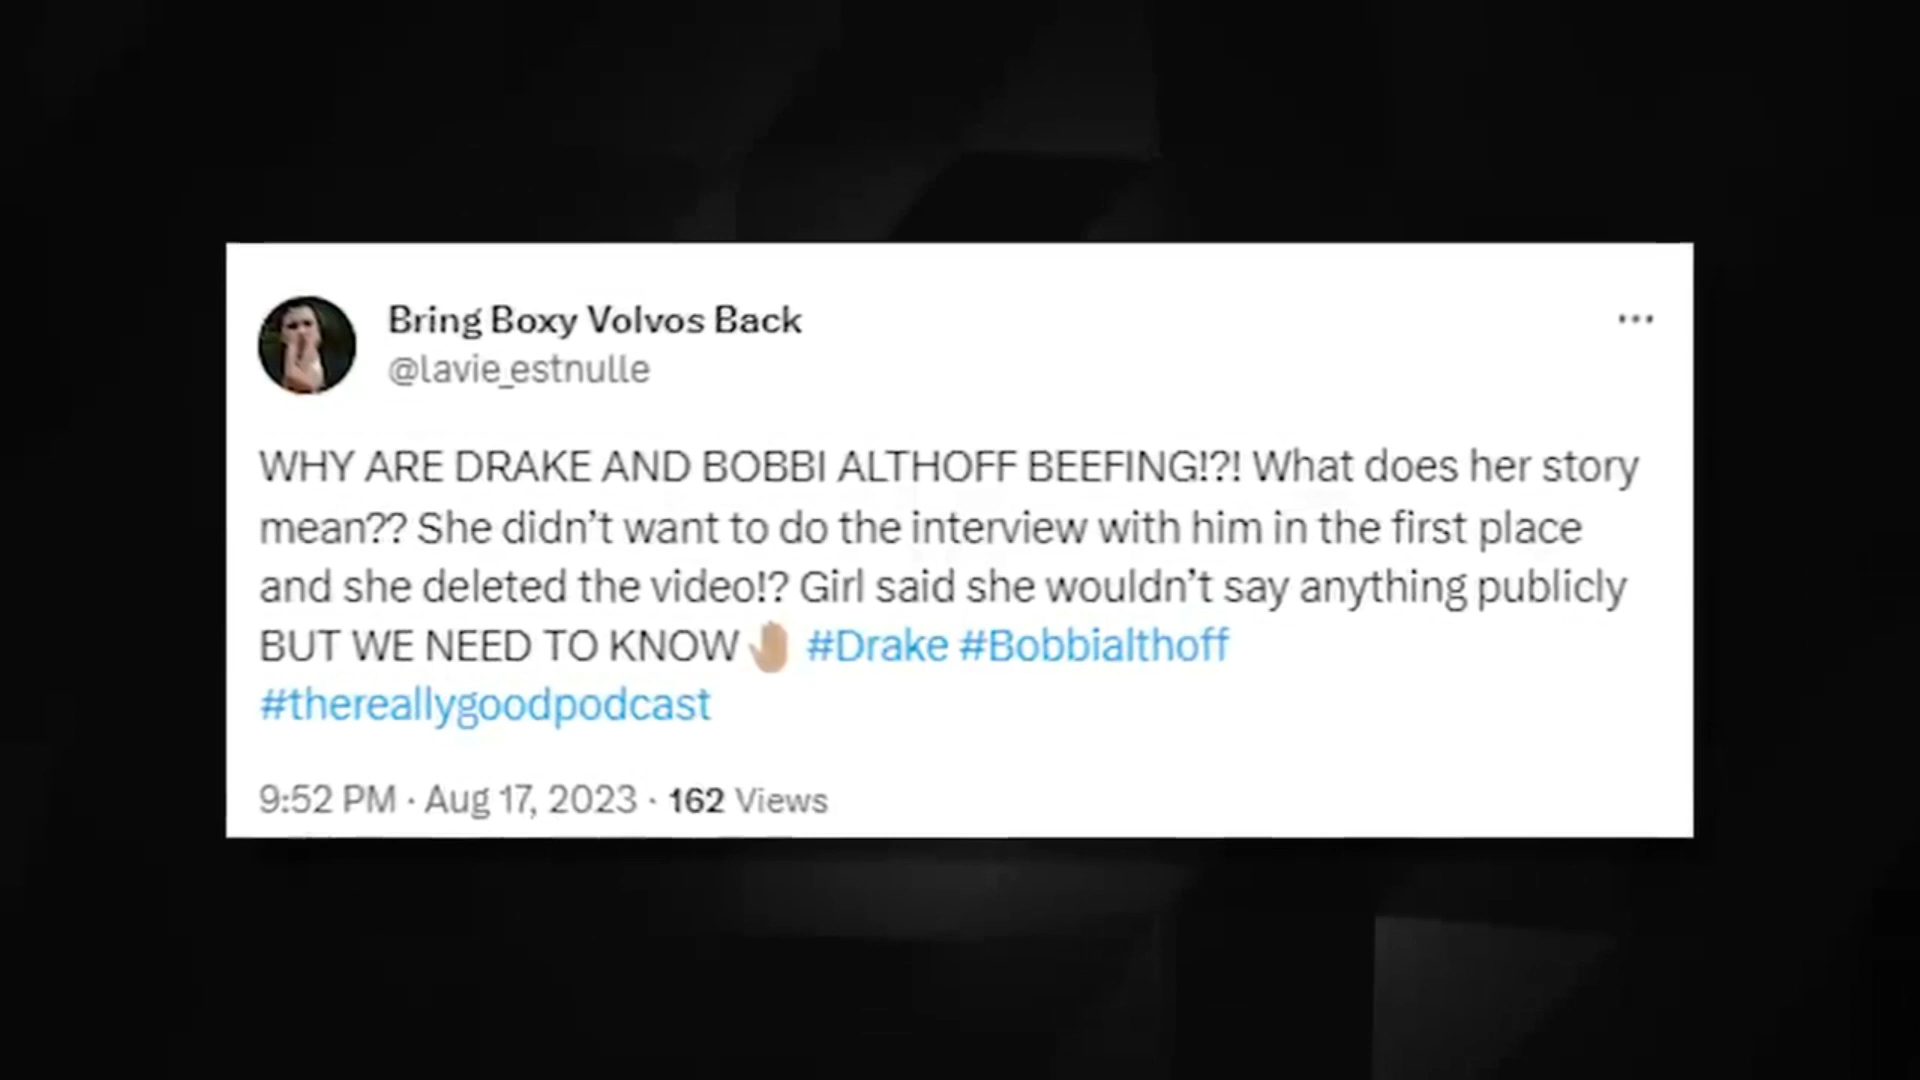 Bring Boxy Volvos Back
@lavie_estnulle
WHY ARE DRAKE AND BOBBI ALTHOFF BEEFING!?! What does her story
mean?? She didn’t want to do the interview with him in the first place
and she deleted the video!? Girl said she wouldn’t say anything publicly
BUT WE NEED TO KNOW🤚🏼 #Drake #Bobbialthoff
#thereallygoodpodcast
9:52 PM · Aug 17, 2023 · 162 Views